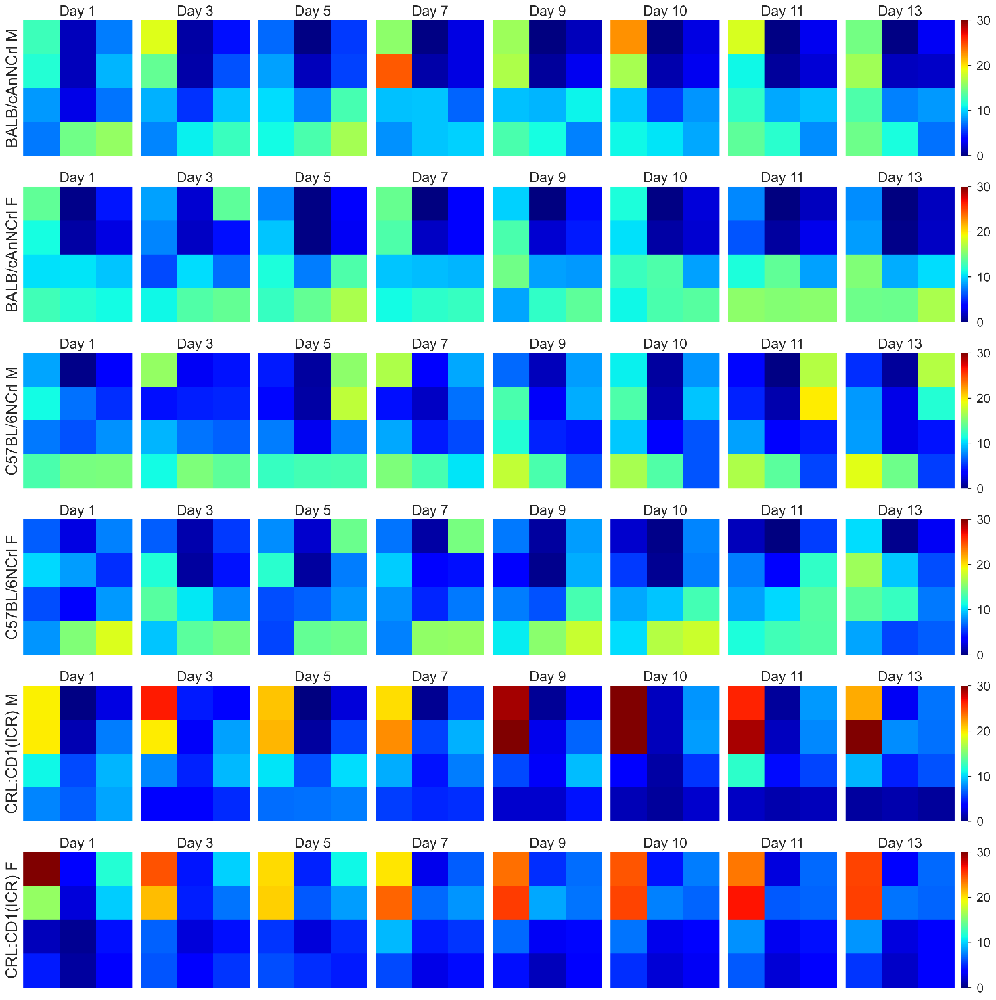 Day 1 Day 3 Day 5 Day 7 Day 9 Day 10 Day 11 Day 13
BALB/cAnNCrl M
30
20
10
0
Day 1 Day 3 Day 5 Day 7 Day 9 Day 10 Day 11 Day 13
BALB/cAnNCrl F
30
20
10
0
Day 1 Day 3 Day 5 Day 7 Day 9 Day 10 Day 11 Day 13
C57BL/6NCrl M
30
20
10
0
Day 1 Day 3 Day 5 Day 7 Day 9 Day 10 Day 11 Day 13
C57BL/6NCrl F
30
20
10
0
Day 1 Day 3 Day 5 Day 7 Day 9 Day 10 Day 11 Day 13
CRL:CD1(ICR) M
30
20
10
0
Day 1 Day 3 Day 5 Day 7 Day 9 Day 10 Day 11 Day 13
CRL:CD1(ICR) F
30
20
10
0